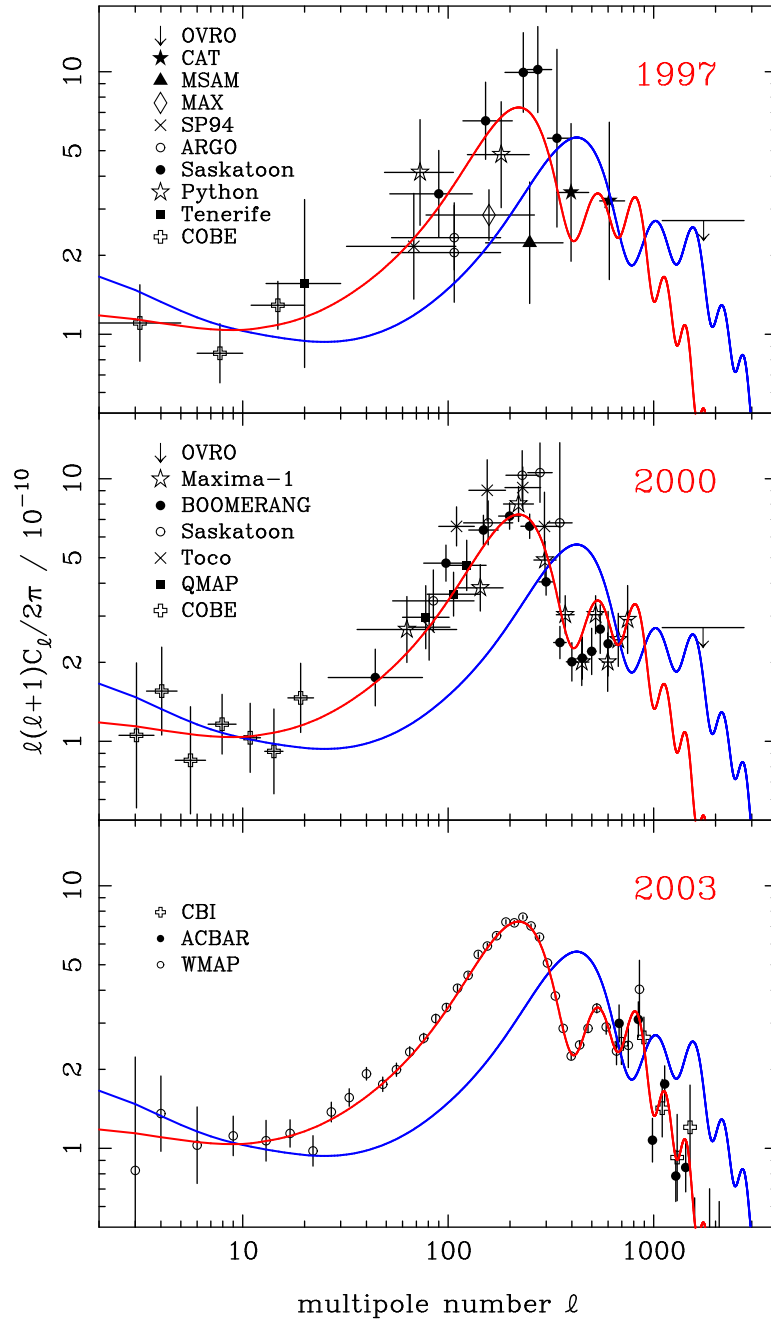 OVRO
CAT
MSAM
MAX
SP94
ARGO
Saskatoon
Python
Tenerife
COBE
1997
10
5
2
1
OVRO
Maxima-1
BOOMERANG
Saskatoon
Toco
QMAP
COBE
2000
10
5
2
1
ℓ(ℓ+1)Cℓ/2π / 10⁻¹⁰
CBI
ACBAR
WMAP
2003
10
5
2
1
10 100 1000
multipole number ℓ